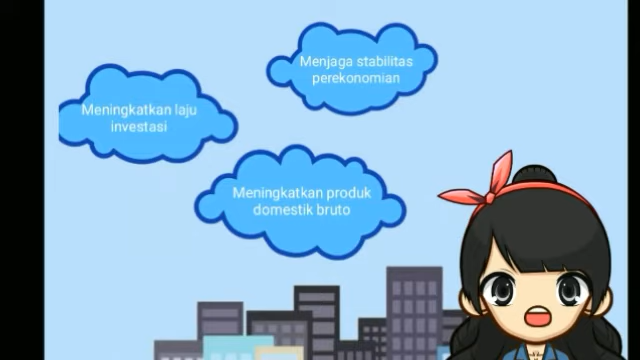 Menjaga stabilitas
perekonomian
Meningkatkan laju
investasi
Meningkatkan produk
domestik bruto